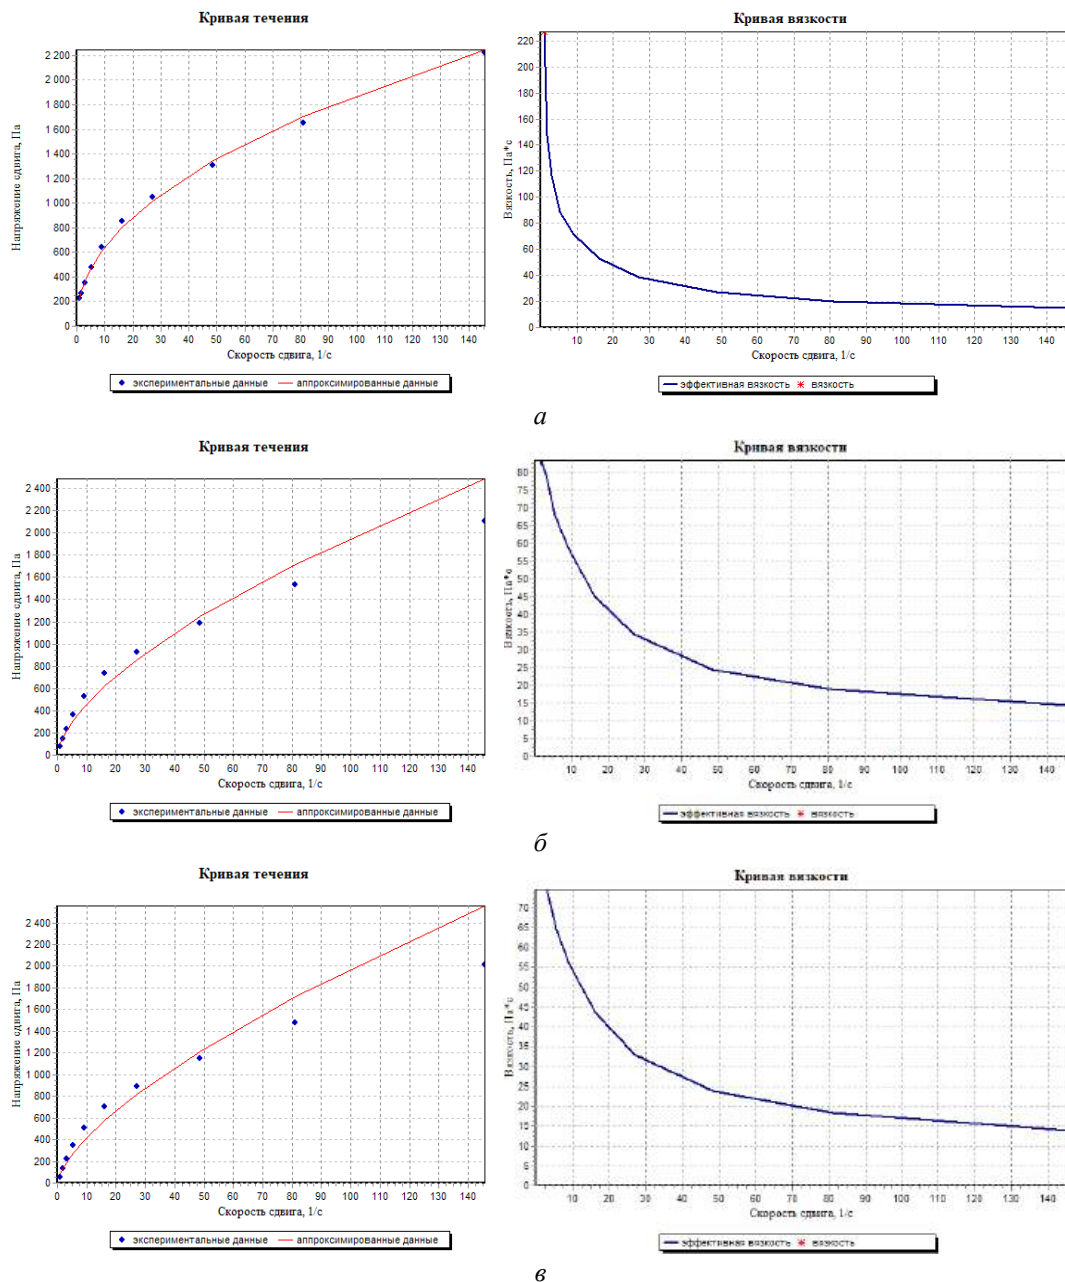 Кривая течения
Напряжение сдвига, Па
2 200
2 000
1 800
1 600
1 400
1 200
1 000
800
600
400
200
0
0 10 20 30 40 50 60 70 80 90 100 110 120 130 140
Скорость сдвига, 1/с
экспериментальные данные аппроксимированные данные
Кривая вязкости
Вязкость, Па*с
220
200
180
160
140
120
100
80
60
40
20
0
10 20 30 40 50 60 70 80 90 100 110 120 130 140
Скорость сдвига, 1/с
эффективная вязкость вязкость
а
Кривая течения
Напряжение сдвига, Па
2 400
2 200
2 000
1 800
1 600
1 400
1 200
1 000
800
600
400
200
0
0 10 20 30 40 50 60 70 80 90 100 110 120 130 140
Скорость сдвига, 1/с
экспериментальные данные аппроксимированные данные
Кривая вязкости
Вязкость, Па*с
80
75
70
65
60
55
50
45
40
35
30
25
20
15
10
5
0
10 20 30 40 50 60 70 80 90 100 110 120 130 140
Скорость сдвига, 1/с
эффективная вязкость вязкость
б
Кривая течения
Напряжение сдвига, Па
2 400
2 200
2 000
1 800
1 600
1 400
1 200
1 000
800
600
400
200
0
0 10 20 30 40 50 60 70 80 90 100 110 120 130 140
Скорость сдвига, 1/с
экспериментальные данные аппроксимированные данные
Кривая вязкости
Вязкость, Па*с
70
65
60
55
50
45
40
35
30
25
20
15
10
5
0
10 20 30 40 50 60 70 80 90 100 110 120 130 140
Скорость сдвига, 1/с
эффективная вязкость вязкость
в